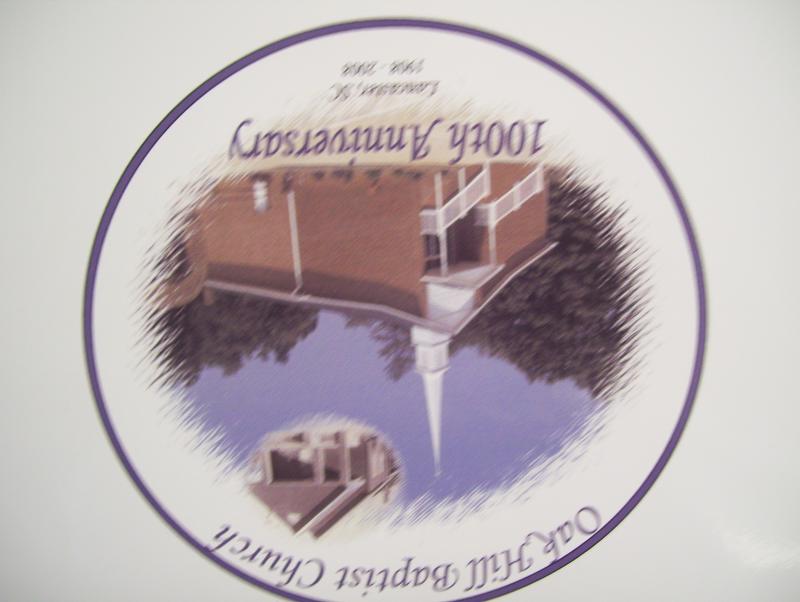 Oak Hill Baptist Church
100th Anniversary
Lancaster, SC
1908 - 2008